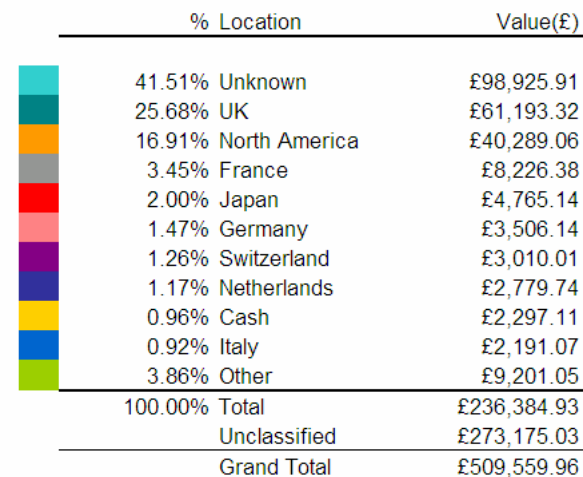 % Location Value(£)
41.51% Unknown £98,925.91
25.68% UK £61,193.32
16.91% North America £40,289.06
3.45% France £8,226.38
2.00% Japan £4,765.14
1.47% Germany £3,506.14
1.26% Switzerland £3,010.01
1.17% Netherlands £2,779.74
0.96% Cash £2,297.11
0.92% Italy £2,191.07
3.86% Other £9,201.05
100.00% Total £236,384.93
Unclassified £273,175.03
Grand Total £509,559.96